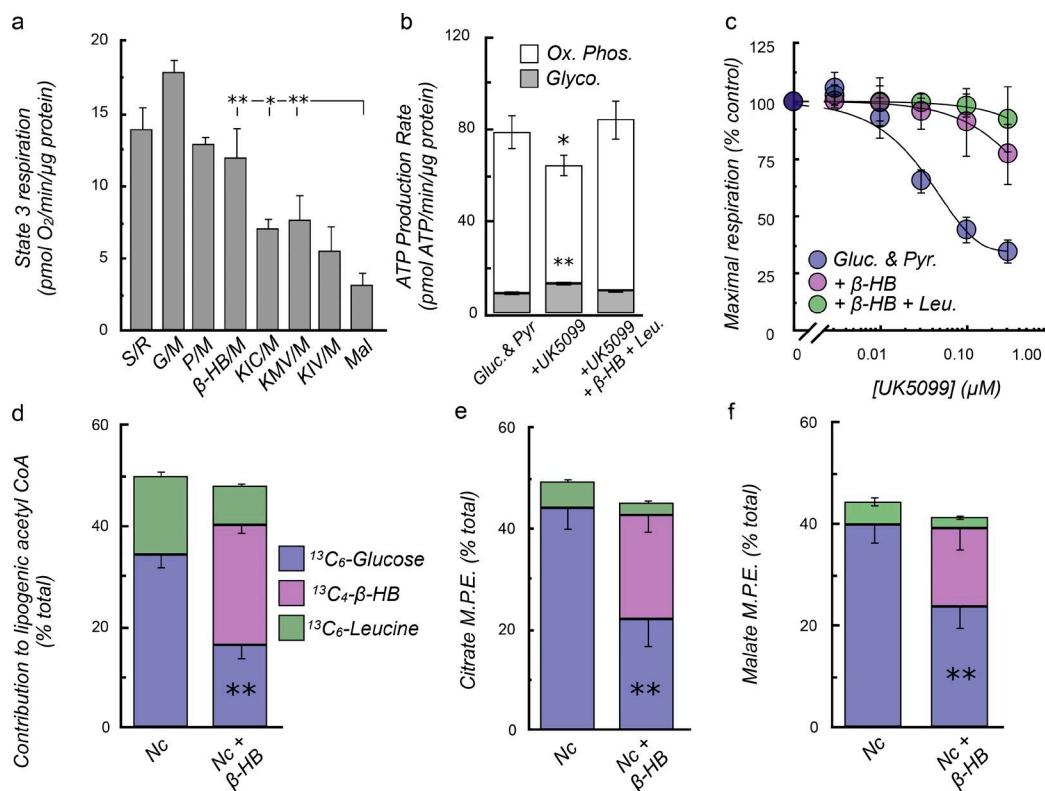 a
State 3 respiration
(pmol O₂/min/µg protein)
20
15
10
5
0
** * **
S/R
G/M
P/M
β-HB/M
KIC/M
KMV/M
KIV/M
Mal
b
ATP Production Rate
(pmol ATP/min/µg protein)
120
80
40
0
Ox. Phos.
Glyco.
*
**
Gluc.& Pyr
+UK5099
+UK5099
+ β-HB + Leu.
c
Maximal respiration (% control)
125
100
75
50
25
0
Gluc. & Pyr.
+ β-HB
+ β-HB + Leu.
0 0.01 0.10 1.00
[UK5099] (µM)
d
Contribution to lipogenic acetyl CoA
(% total)
60
40
20
0
**
Nc
Nc +
β-HB
¹³C₆-Glucose
¹³C₄-β-HB
¹³C₆-Leucine
e
Citrate M.P.E. (% total)
60
40
20
0
**
Nc
Nc +
β-HB
f
Malate M.P.E. (% total)
60
40
20
0
**
Nc
Nc +
β-HB